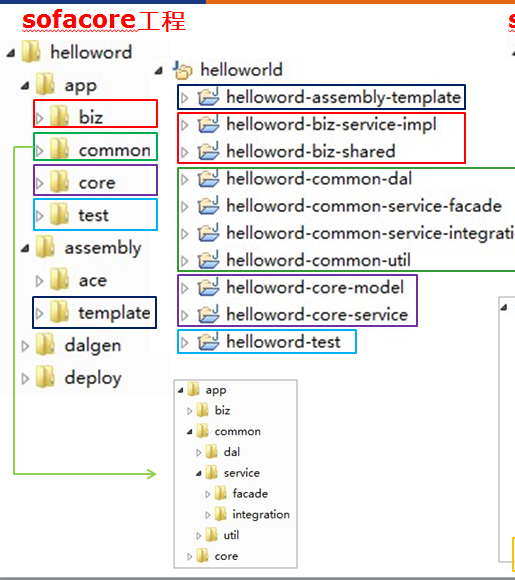 sofacore工程
s
helloword
app
biz
common
core
test
assembly
ace
template
dalgen
deploy
helloworld
helloword-assembly-template
helloword-biz-service-impl
helloword-biz-shared
helloword-common-dal
helloword-common-service-facade
helloword-common-service-integration
helloword-common-util
helloword-core-model
helloword-core-service
helloword-test
app
biz
common
dal
service
facade
integration
util
core